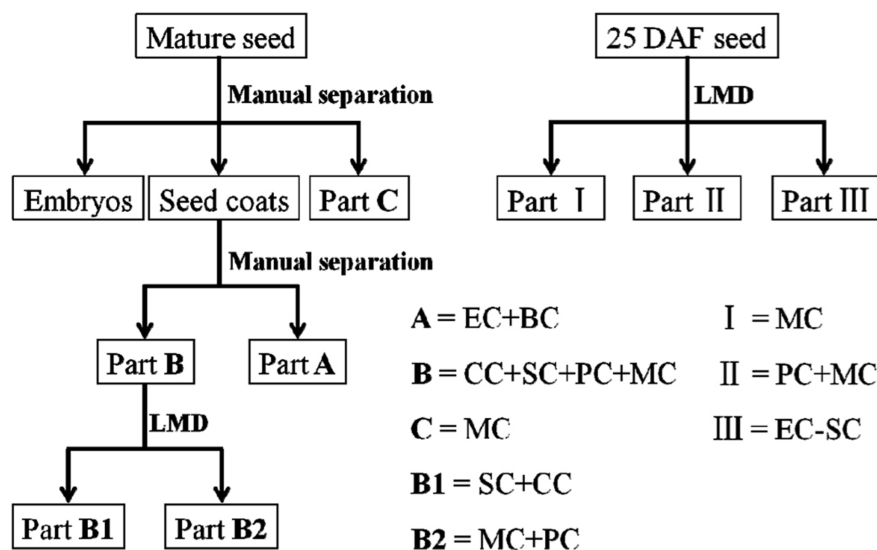 Mature seed
25 DAF seed
Manual separation
LMD
Embryos
Seed coats
Part C
Part Ⅰ
Part Ⅱ
Part Ⅲ
Manual separation
Part B
Part A
LMD
Part B1
Part B2
A = EC+BC
B = CC+SC+PC+MC
C = MC
B1 = SC+CC
B2 = MC+PC
Ⅰ = MC
Ⅱ = PC+MC
Ⅲ = EC-SC